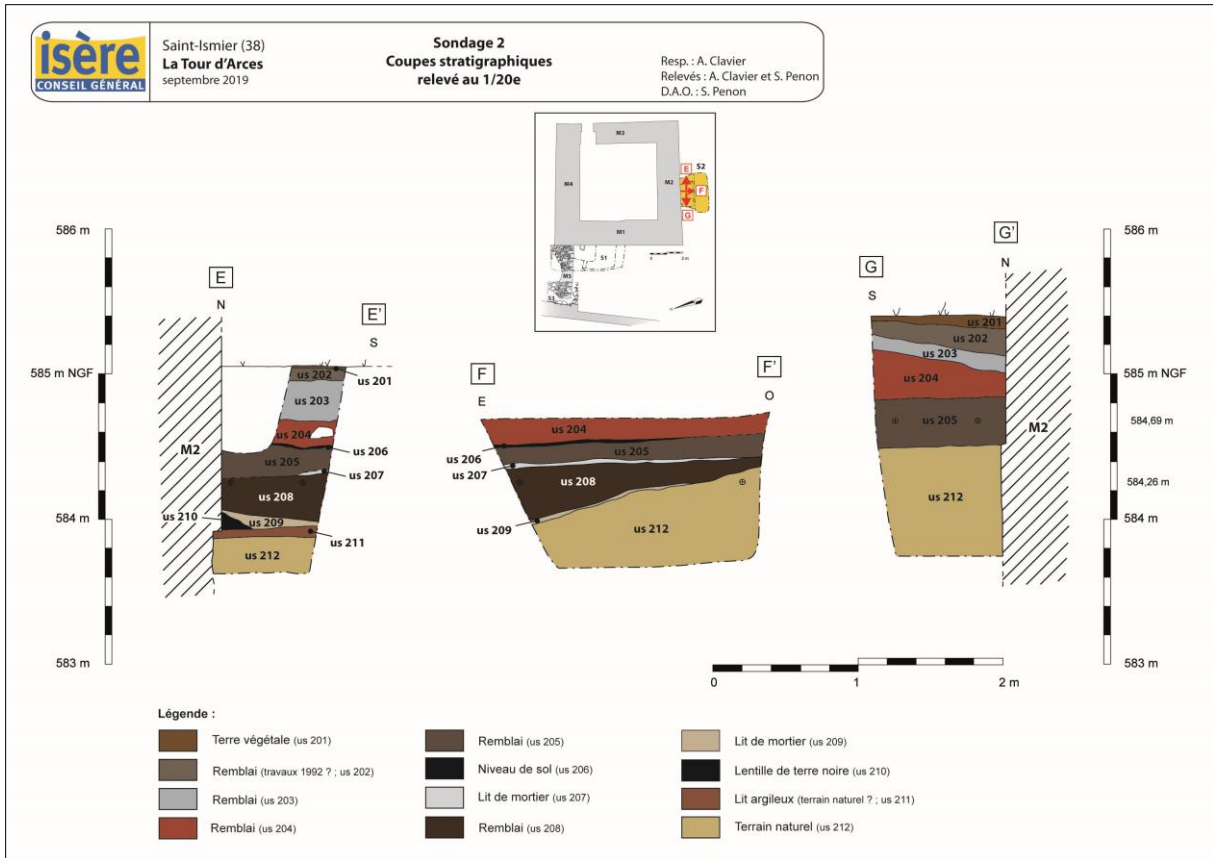 isère
CONSEIL GÉNÉRAL
Saint-Ismier (38)
La Tour d'Arces
septembre 2019
Sondage 2
Coupes stratigraphiques
relevé au 1/20e
Resp. : A. Clavier
Relevés : A. Clavier et S. Penon
D.A.O. : S. Penon
M3
M4
M2
S2
E
F
G
M1
S1
M5
S3
0 2 m
586 m
585 m NGF
584 m
583 m
E
N
E'
S
us 202
us 201
us 203
us 204
us 206
M2
us 205
us 207
us 208
us 210
us 209
us 211
us 212
F
E
F'
O
us 204
us 206
us 205
us 207
us 208
us 209
us 212
G
S
G'
N
us 201
us 202
us 203
us 204
us 205
us 212
M2
586 m
585 m NGF
584,69 m
584,26 m
584 m
583 m
0 1 2 m
Légende :
Terre végétale (us 201)
Remblai (travaux 1992 ? ; us 202)
Remblai (us 203)
Remblai (us 204)
Remblai (us 205)
Niveau de sol (us 206)
Lit de mortier (us 207)
Remblai (us 208)
Lit de mortier (us 209)
Lentille de terre noire (us 210)
Lit argileux (terrain naturel ? ; us 211)
Terrain naturel (us 212)